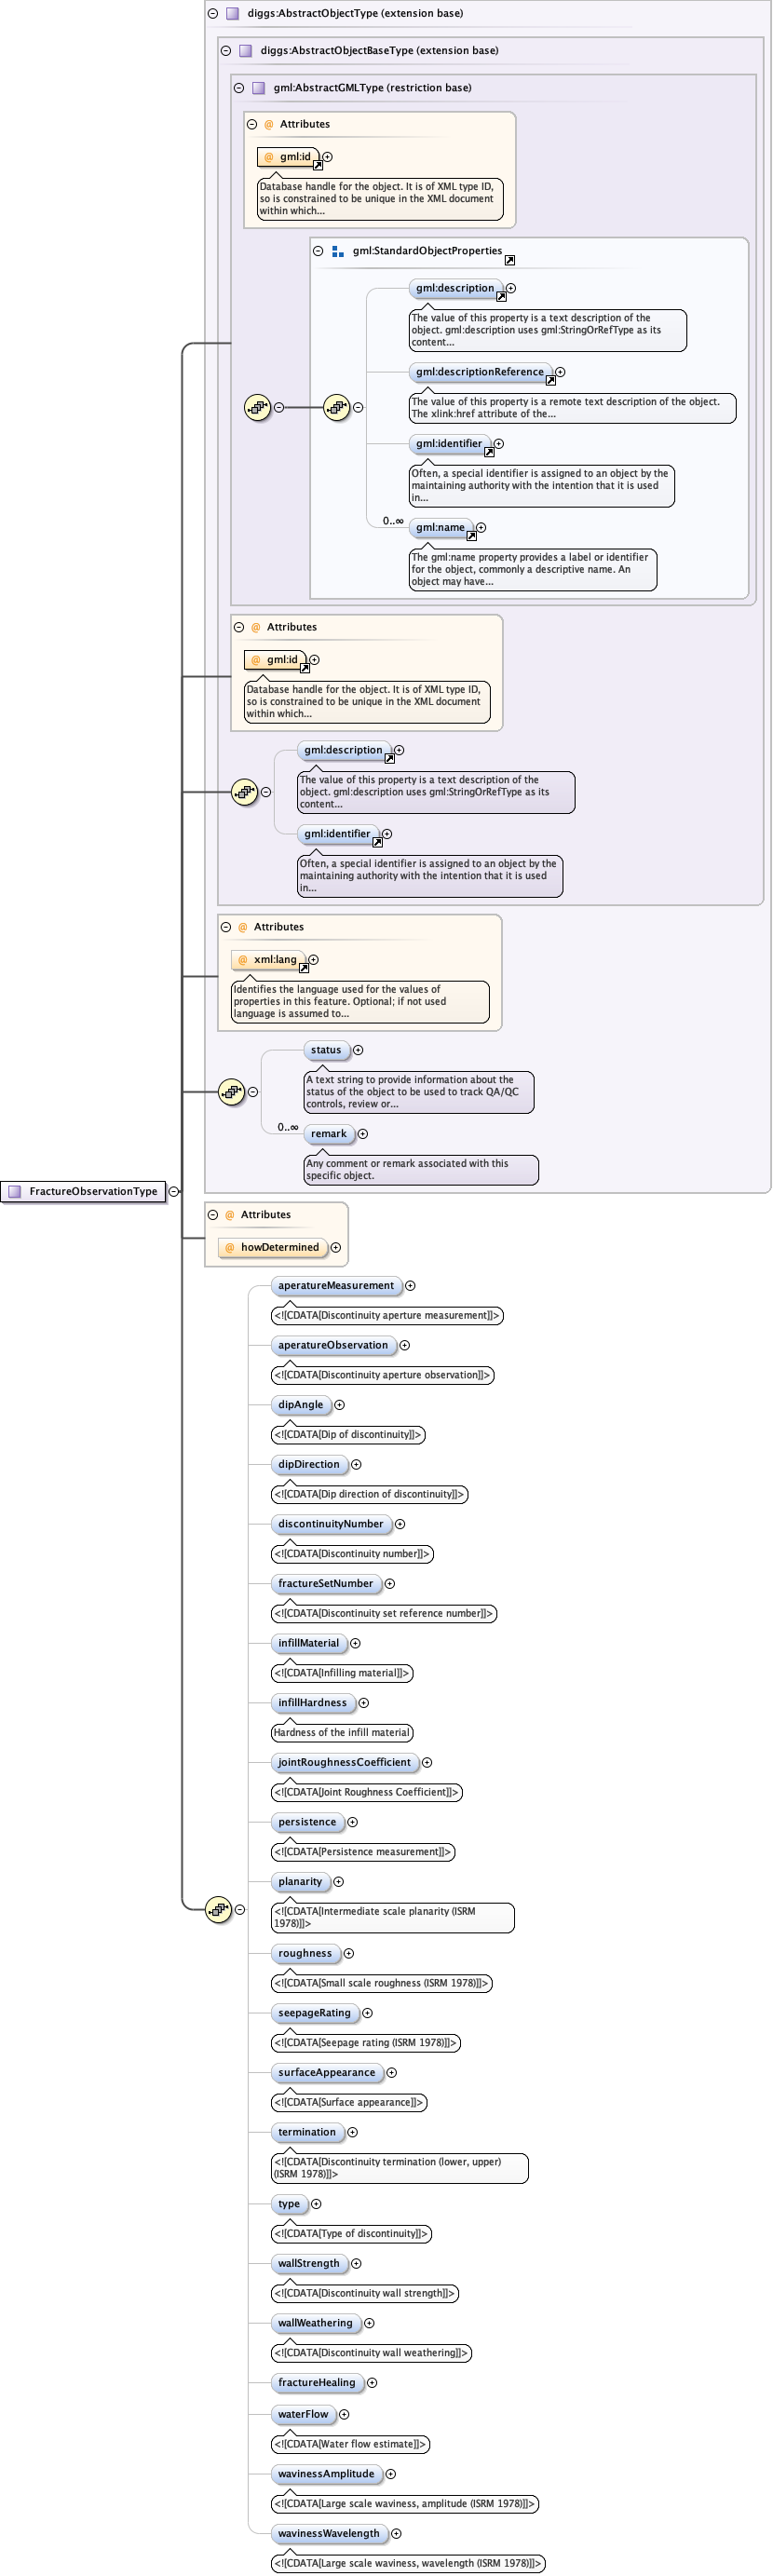 diggs:AbstractObjectType (extension base)
diggs:AbstractObjectBaseType (extension base)
gml:AbstractGMLType (restriction base)
@ Attributes
@ gml:id
Database handle for the object. It is of XML type ID,
so is constrained to be unique in the XML document
within which...
gml:StandardObjectProperties
gml:description
The value of this property is a text description of the
object. gml:description uses gml:StringOrRefType as its
content...
gml:descriptionReference
The value of this property is a remote text description of the object.
The xlink:href attribute of the...
gml:identifier
Often, a special identifier is assigned to an object by the
maintaining authority with the intention that it is used
in...
0..∞
gml:name
The gml:name property provides a label or identifier
for the object, commonly a descriptive name. An
object may have...
@ Attributes
@ gml:id
Database handle for the object. It is of XML type ID,
so is constrained to be unique in the XML document
within which...
gml:description
The value of this property is a text description of the
object. gml:description uses gml:StringOrRefType as its
content...
gml:identifier
Often, a special identifier is assigned to an object by the
maintaining authority with the intention that it is used
in...
@ Attributes
@ xml:lang
Identifies the language used for the values of
properties in this feature. Optional; if not used
language is assumed to...
status
A text string to provide information about the
status of the object to be used to track QA/QC
controls, review or...
0..∞
remark
Any comment or remark associated with this
specific object.
FractureObservationType
@ Attributes
@ howDetermined
aperatureMeasurement
<![CDATA[Discontinuity aperture measurement]]>
aperatureObservation
<![CDATA[Discontinuity aperture observation]]>
dipAngle
<![CDATA[Dip of discontinuity]]>
dipDirection
<![CDATA[Dip direction of discontinuity]]>
discontinuityNumber
<![CDATA[Discontinuity number]]>
fractureSetNumber
<![CDATA[Discontinuity set reference number]]>
infillMaterial
<![CDATA[Infilling material]]>
infillHardness
Hardness of the infill material
jointRoughnessCoefficient
<![CDATA[Joint Roughness Coefficient]]>
persistence
<![CDATA[Persistence measurement]]>
planarity
<![CDATA[Intermediate scale planarity (ISRM
1978)]]>
roughness
<![CDATA[Small scale roughness (ISRM 1978)]]>
seepageRating
<![CDATA[Seepage rating (ISRM 1978)]]>
surfaceAppearance
<![CDATA[Surface appearance]]>
termination
<![CDATA[Discontinuity termination (lower, upper)
(ISRM 1978)]]>
type
<![CDATA[Type of discontinuity]]>
wallStrength
<![CDATA[Discontinuity wall strength]]>
wallWeathering
<![CDATA[Discontinuity wall weathering]]>
fractureHealing
waterFlow
<![CDATA[Water flow estimate]]>
wavinessAmplitude
<![CDATA[Large scale waviness, amplitude (ISRM 1978)]]>
wavinessWavelength
<![CDATA[Large scale waviness, wavelength (ISRM 1978)]]>